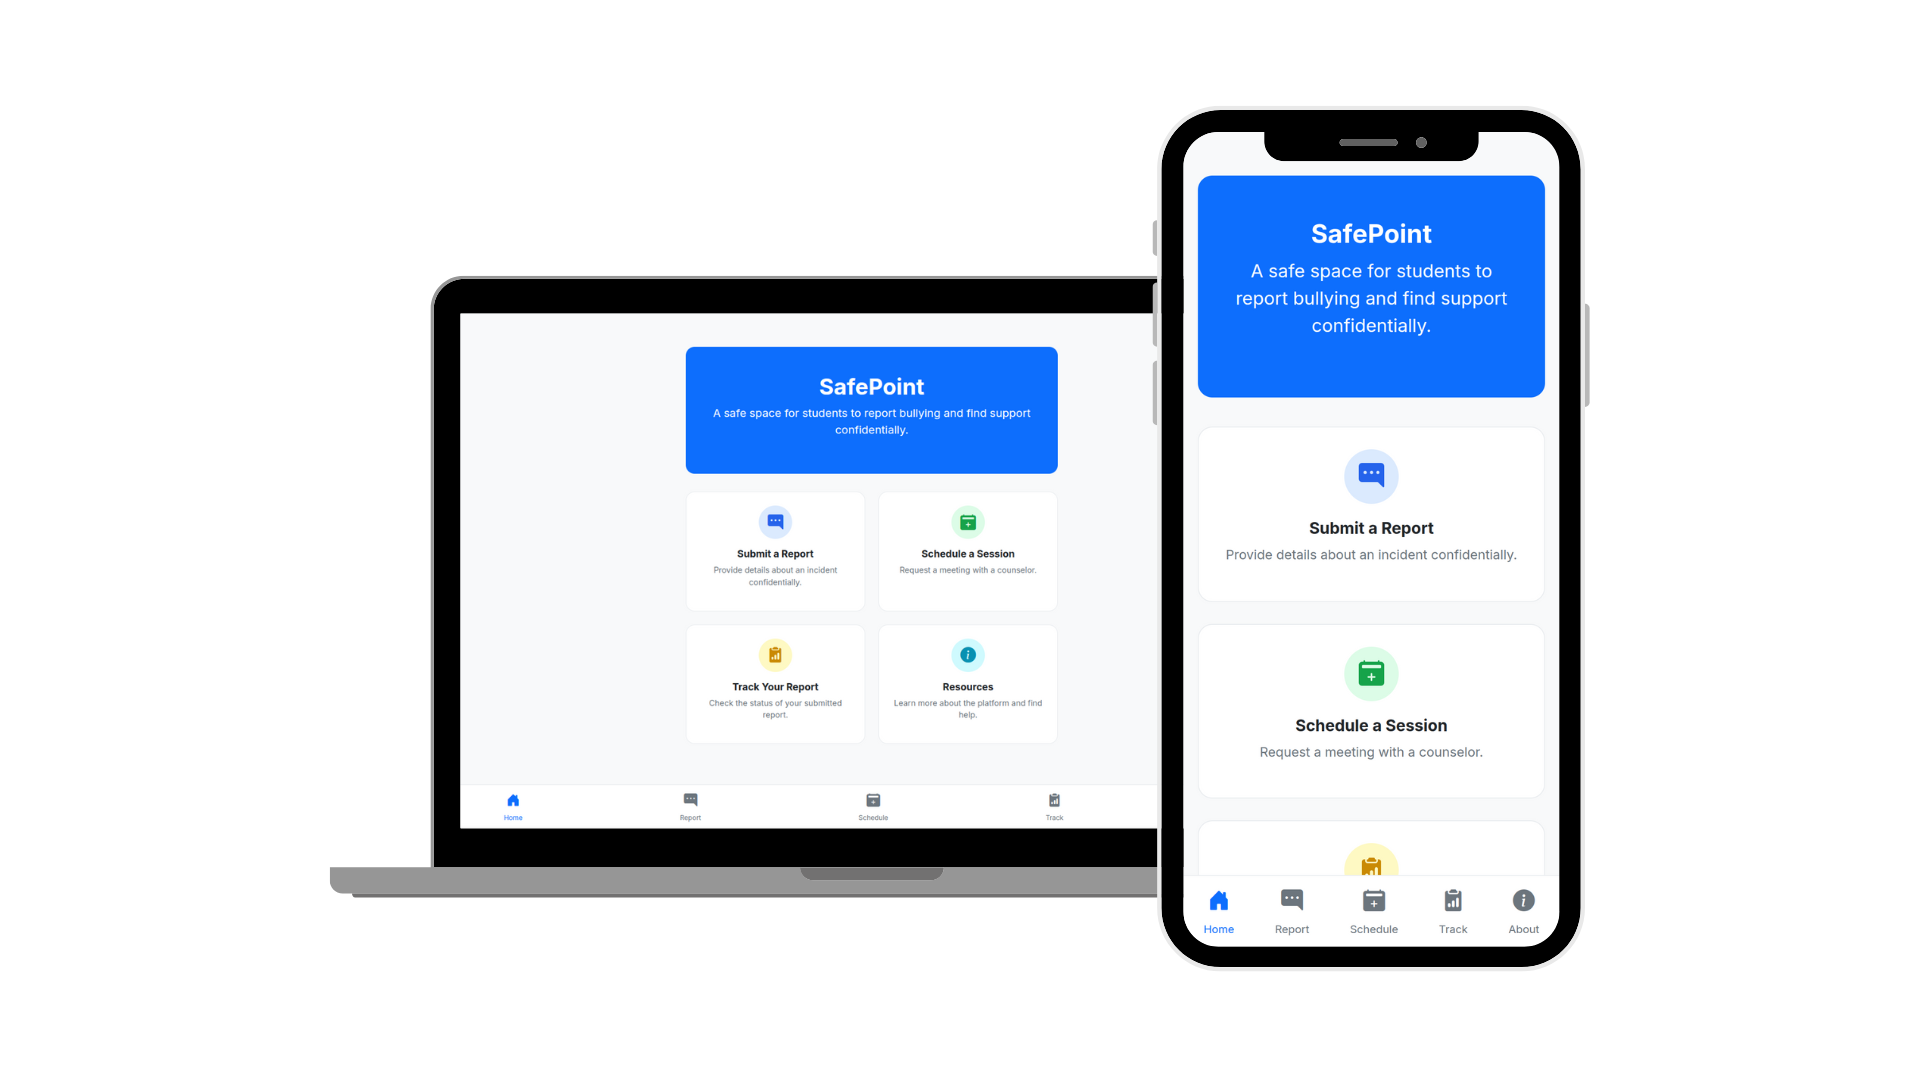 SafePoint
A safe space for students to report bullying and find support
confidentially.
Submit a Report
Provide details about an incident
confidentially.
Schedule a Session
Request a meeting with a counselor.
Track Your Report
Check the status of your submitted
report.
Resources
Learn more about the platform and find
help.
Home
Report
Schedule
Track
SafePoint
A safe space for students to
report bullying and find support
confidentially.
Submit a Report
Provide details about an incident confidentially.
Schedule a Session
Request a meeting with a counselor.
Home
Report
Schedule
Track
About